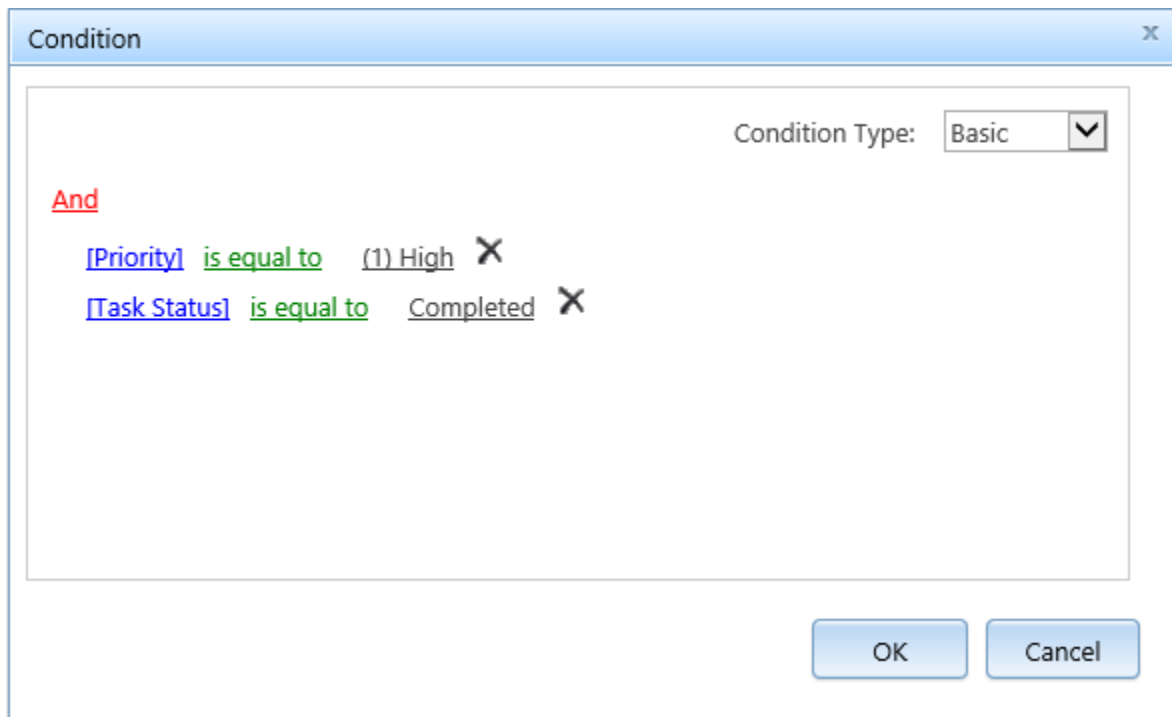 Condition x
Condition Type: Basic
And
[Priority] is equal to (1) High
[Task Status] is equal to Completed
OK Cancel